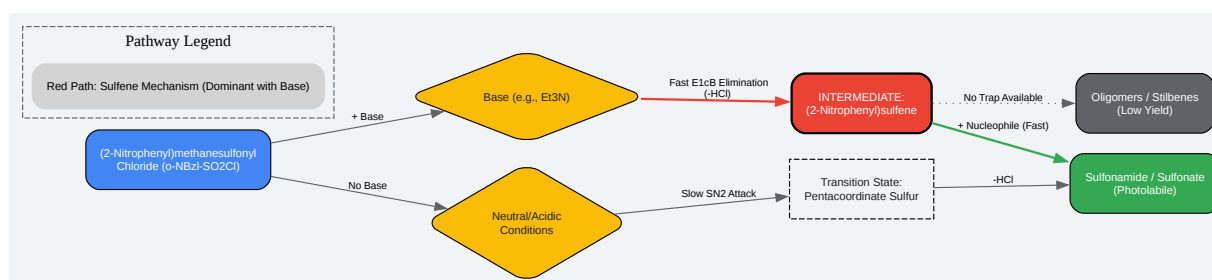 Pathway Legend
Red Path: Sulfene Mechanism (Dominant with Base)
(2-Nitrophenyl)methanesulfonyl
Chloride (o-NBzl-SO2Cl)
+ Base
No Base
Base (e.g., Et3N)
Neutral/Acidic
Conditions
Fast E1cB Elimination
(-HCl)
Slow SN2 Attack
INTERMEDIATE:
(2-Nitrophenyl)sulfene
Transition State:
Pentacoordinate Sulfur
No Trap Available
+ Nucleophile (Fast)
-HCl
Oligomers / Stilbenes
(Low Yield)
Sulfonamide / Sulfonate
(Photolabile)